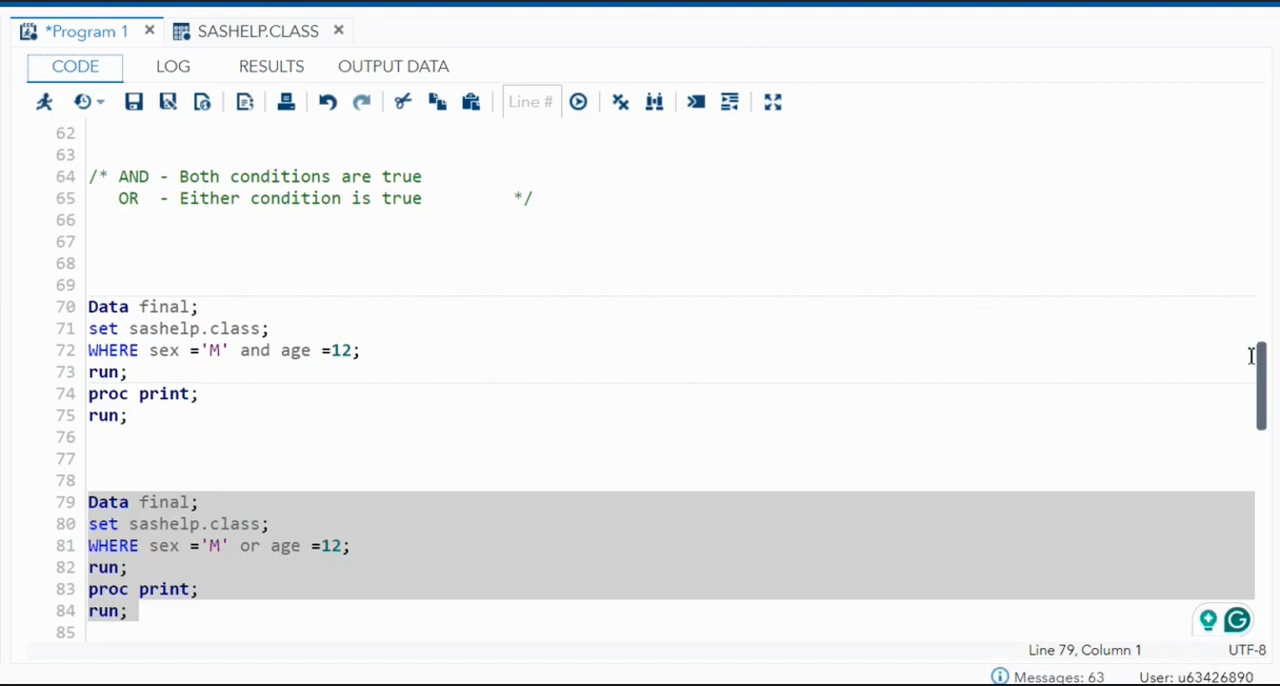 *Program 1 × SASHELP.CLASS ×
CODE LOG RESULTS OUTPUT DATA
Line #
62
63
64 /* AND - Both conditions are true
65 OR - Either condition is true */
66
67
68
69
70 Data final;
71 set sashelp.class;
72 WHERE sex ='M' and age =12;
73 run;
74 proc print;
75 run;
76
77
78
79 Data final;
80 set sashelp.class;
81 WHERE sex ='M' or age =12;
82 run;
83 proc print;
84 run;
85
Line 79, Column 1 UTF-8
Messages: 63 User: u63426890